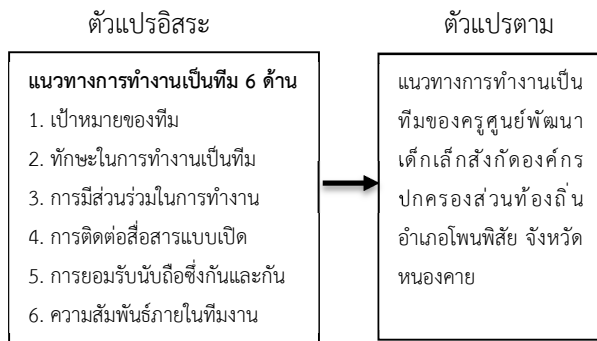 ตัวแปรอิสระ
ตัวแปรตาม
แนวทางการทำงานเป็นทีม 6 ด้าน
1. เป้าหมายของทีม
2. ทักษะในการทำงานเป็นทีม
3. การมีส่วนร่วมในการทำงาน
4. การติดต่อสื่อสารแบบเปิด
5. การยอมรับนับถือซึ่งกันและกัน
6. ความสัมพันธ์ภายในทีมงาน
แนวทางการทำงานเป็น
ทีมของครูศูนย์พัฒนา
เด็กเล็กสังกัดองค์กร
ปกครองส่วนท้องถิ่น
อำเภอโพนพิสัย จังหวัด
หนองคาย